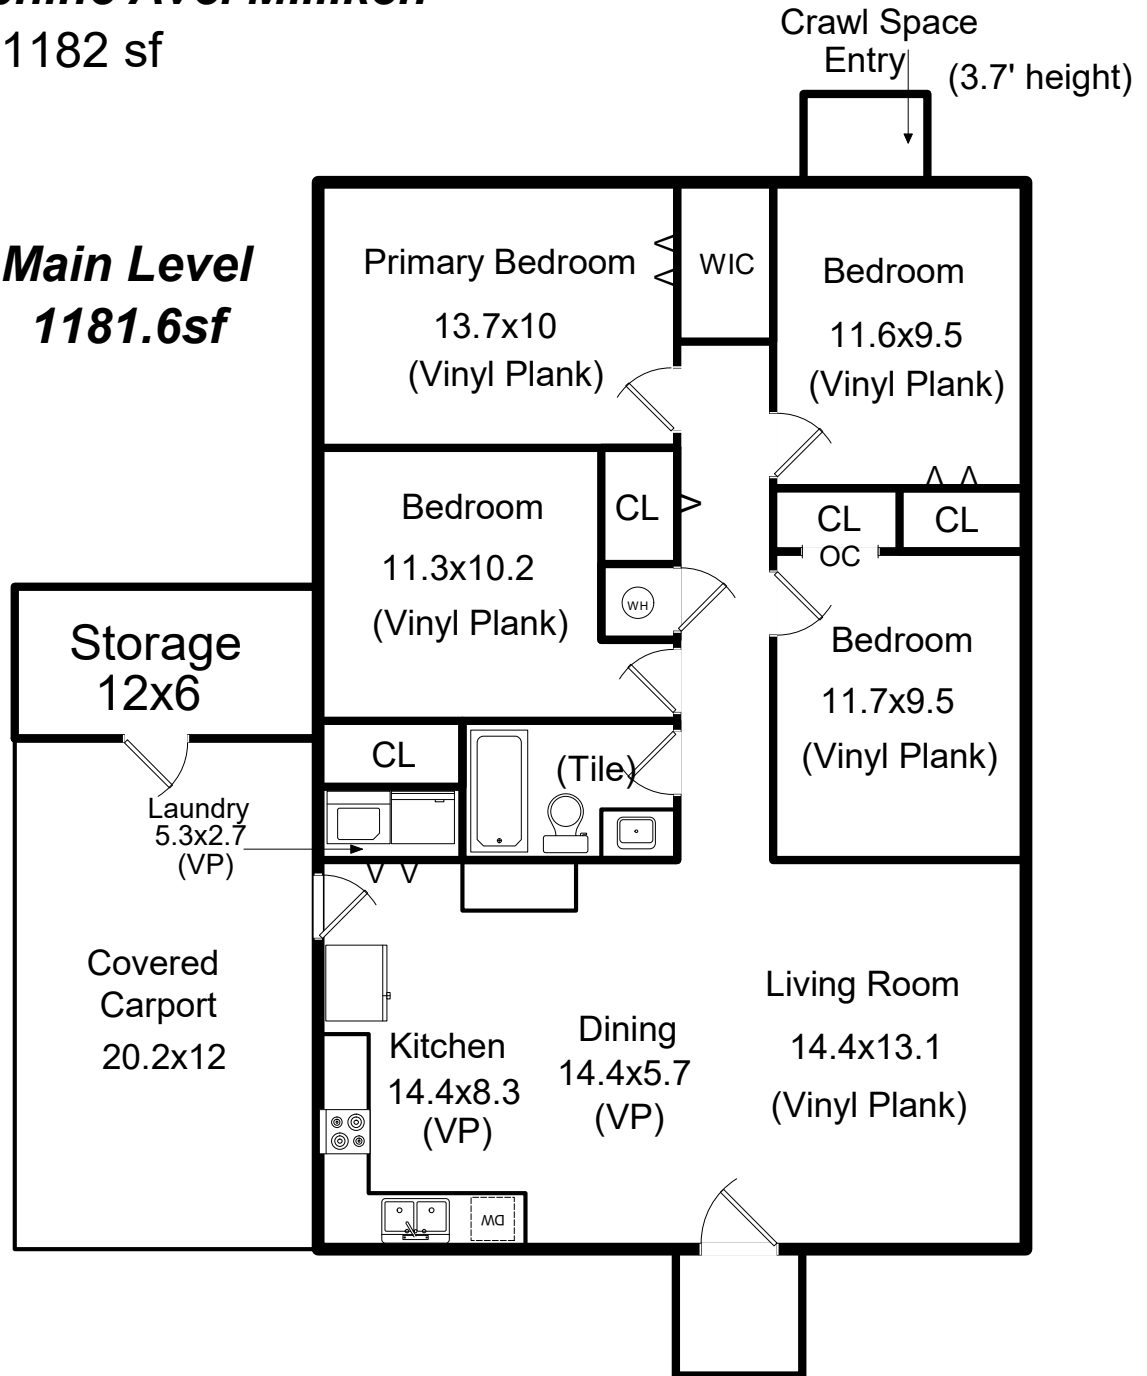 Ave. Milliken
1182 sf
Crawl Space
Entry
(3.7' height)
Main Level
1181.6sf
Primary Bedroom
13.7x10
(Vinyl Plank)
WIC
Bedroom
11.6x9.5
(Vinyl Plank)
Bedroom
11.3x10.2
(Vinyl Plank)
CL
CL
OC
CL
WH
Storage
12x6
Bedroom
11.7x9.5
(Vinyl Plank)
CL
(Tile)
Laundry
5.3x2.7
(VP)
Covered
Carport
20.2x12
Kitchen
14.4x8.3
(VP)
Dining
14.4x5.7
(VP)
Living Room
14.4x13.1
(Vinyl Plank)
DW